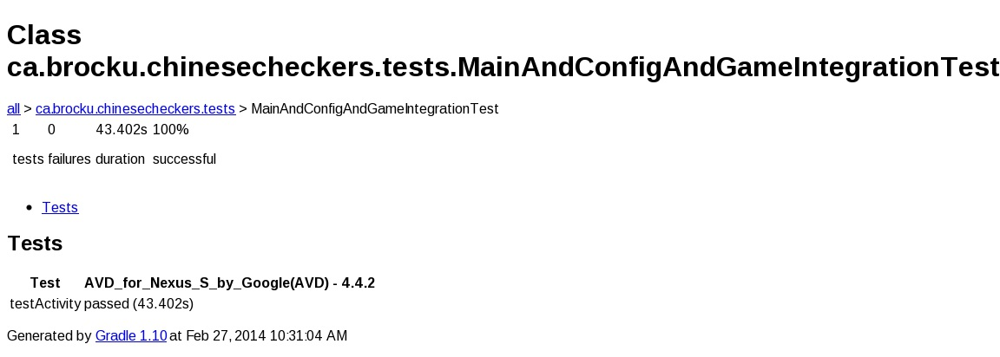 Class
ca.brocku.chinesecheckers.tests.MainAndConfigAndGameIntegrationTest
all > ca.brocku.chinesecheckers.tests > MainAndConfigAndGameIntegrationTest
1 0 43.402s 100%
tests failures duration successful
• Tests
Tests
Test AVD_for_Nexus_S_by_Google(AVD) - 4.4.2
testActivity passed (43.402s)
Generated by Gradle 1.10 at Feb 27, 2014 10:31:04 AM